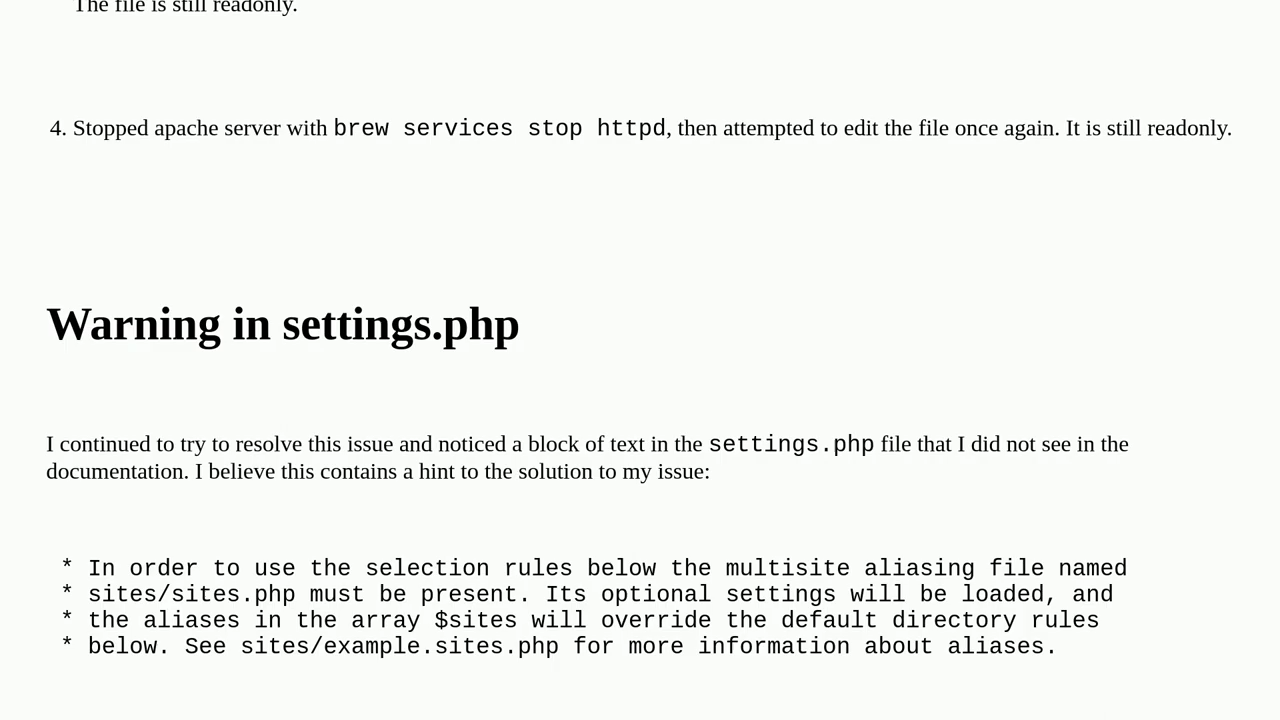 The file is still readonly.
4. Stopped apache server with brew services stop httpd, then attempted to edit the file once again. It is still readonly.
Warning in settings.php
I continued to try to resolve this issue and noticed a block of text in the settings.php file that I did not see in the
documentation. I believe this contains a hint to the solution to my issue:
* In order to use the selection rules below the multisite aliasing file named
* sites/sites.php must be present. Its optional settings will be loaded, and
* the aliases in the array $sites will override the default directory rules
* below. See sites/example.sites.php for more information about aliases.